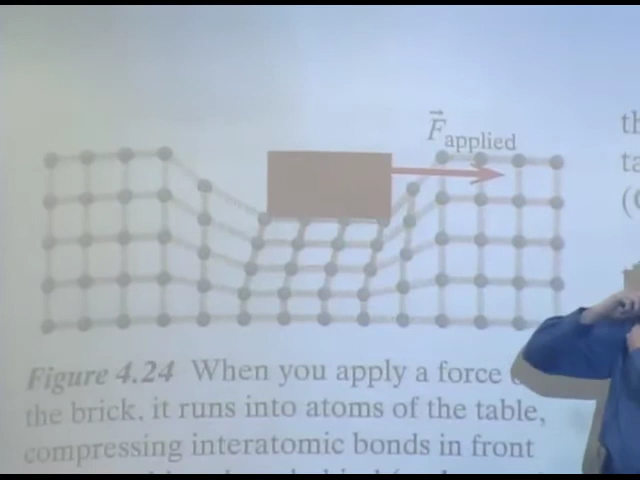 F applied
th
ta
(C
Figure 4.24 When you apply a force
the brick, it runs into atoms of the table,
compressing interatomic bonds in front